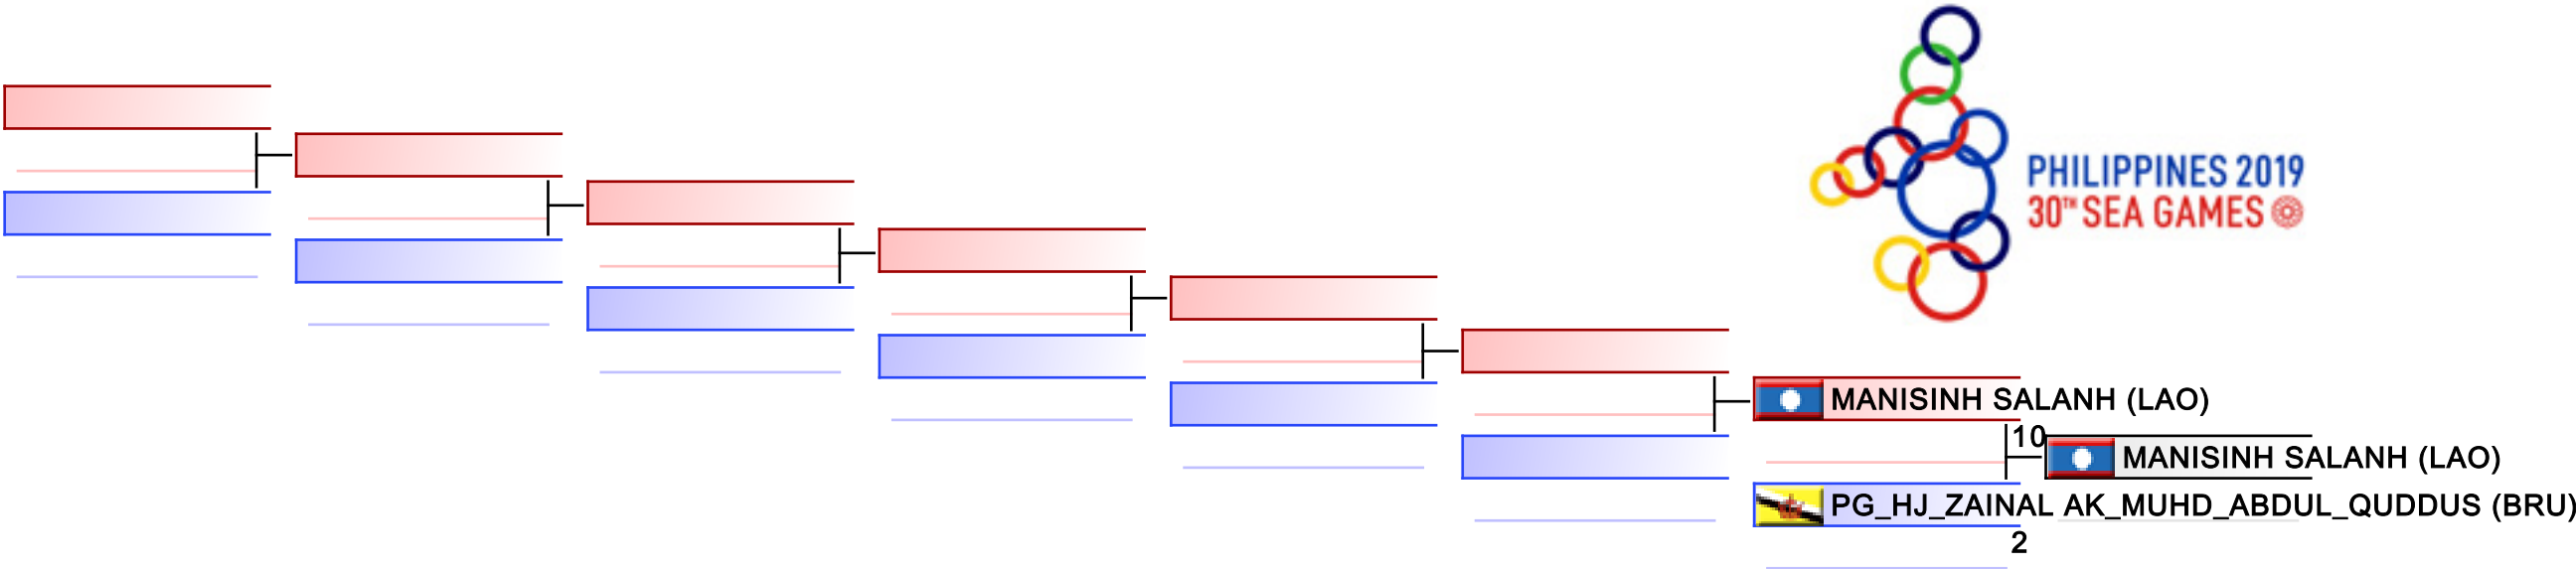 PHILIPPINES 2019
30TH SEA GAMES
MANISINH SALANH (LAO)
10
MANISINH SALANH (LAO)
PG_HJ_ZAINAL AK_MUHD_ABDUL_QUDDUS (BRU)
2